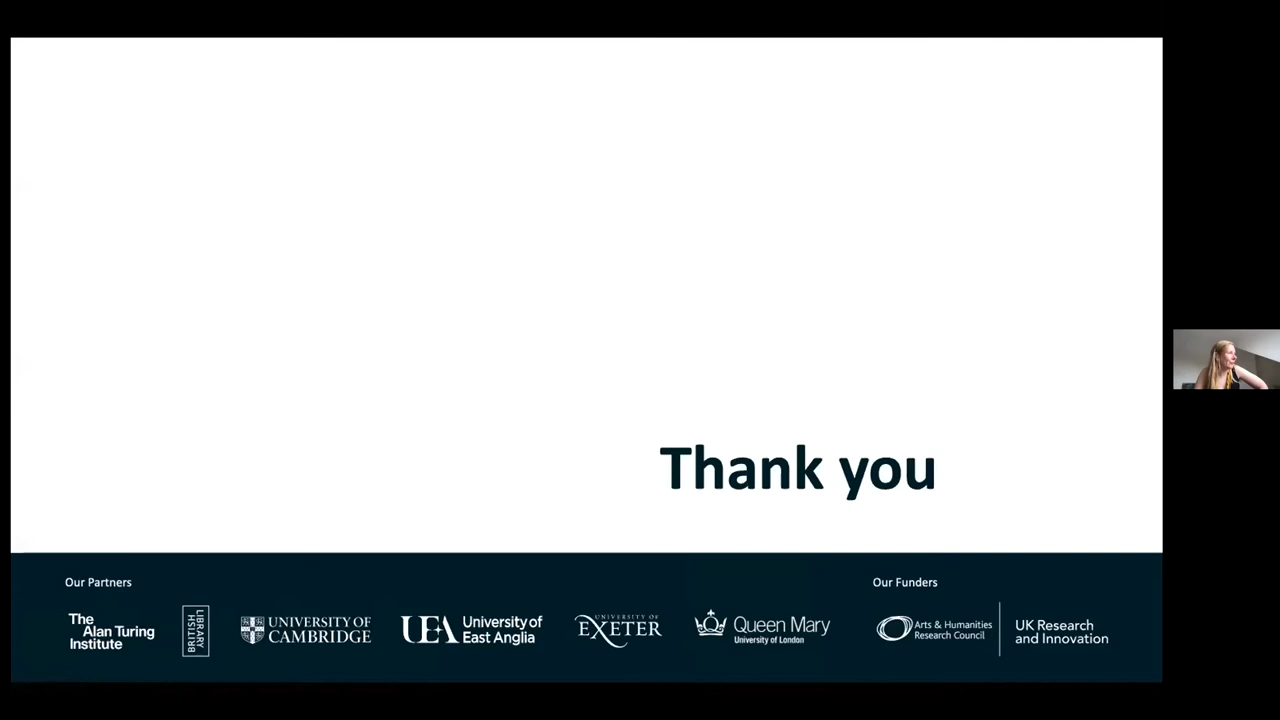 Thank you
Our Partners
Our Funders
The
Alan Turing
Institute
BRITISH
LIBRARY
UNIVERSITY OF
CAMBRIDGE
UEA
University of
East Anglia
UNIVERSITY OF
EXETER
Queen Mary
University of London
Arts & Humanities
Research Council
UK Research
and Innovation